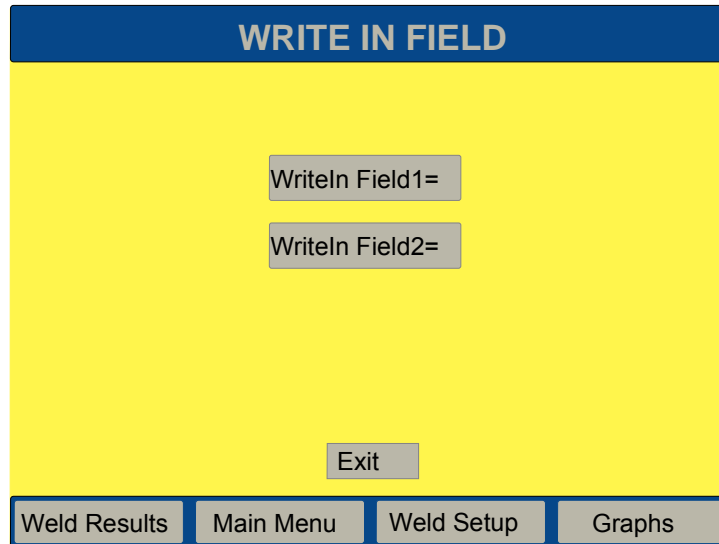 WRITE IN FIELD
WriteIn Field1=
WriteIn Field2=
Exit
Weld Results Main Menu Weld Setup Graphs